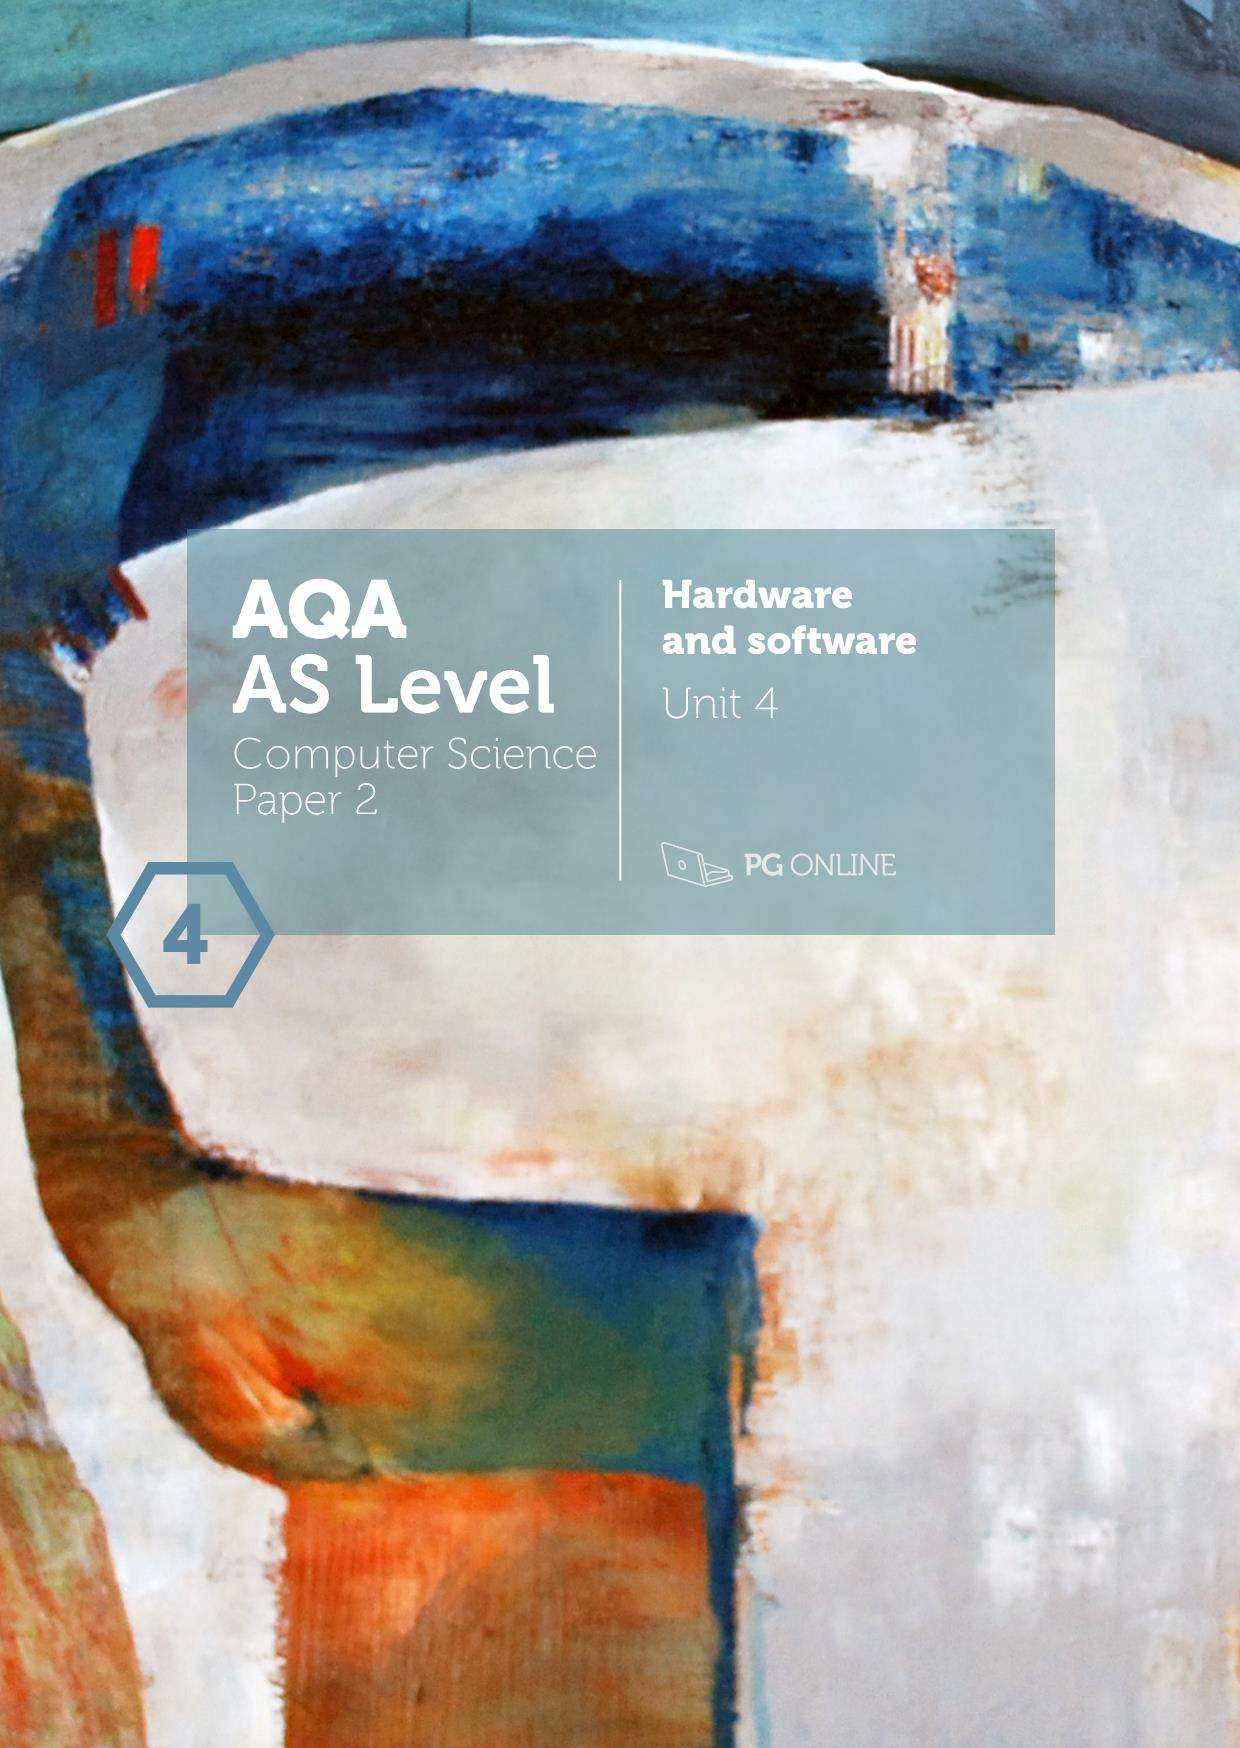 AQA
AS Level
Computer Science
Paper 2
Hardware
and software
Unit 4
PG ONLINE
4